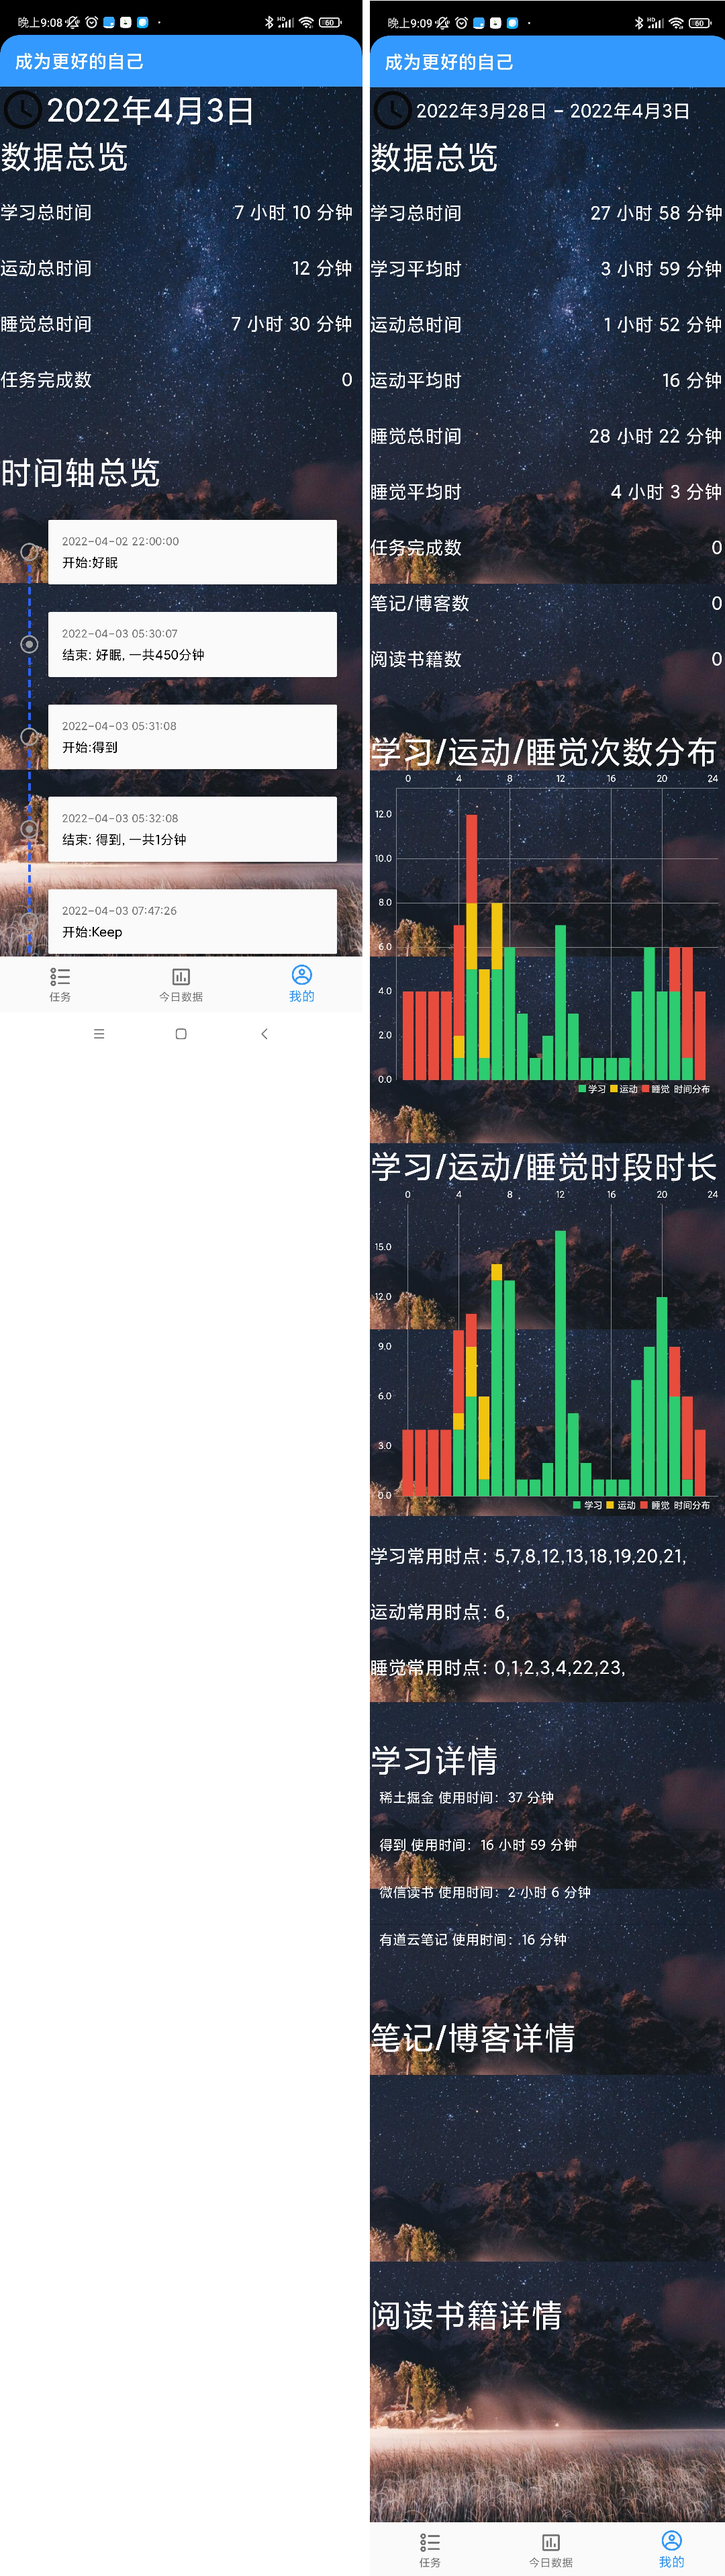 晚上9:08
60
成为更好的自己
2022年4月3日
数据总览
学习总时间 7 小时 10 分钟
运动总时间 12 分钟
睡觉总时间 7 小时 30 分钟
任务完成数 0
时间轴总览
2022-04-02 22:00:00
开始:好眠
2022-04-03 05:30:07
结束: 好眠, 一共450分钟
2022-04-03 05:31:08
开始:得到
2022-04-03 05:32:08
结束: 得到, 一共1分钟
2022-04-03 07:47:26
开始:Keep
任务 今日数据 我的
晚上9:09
60
成为更好的自己
2022年3月28日 - 2022年4月3日
数据总览
学习总时间 27 小时 58 分钟
学习平均时 3 小时 59 分钟
运动总时间 1 小时 52 分钟
运动平均时 16 分钟
睡觉总时间 28 小时 22 分钟
睡觉平均时 4 小时 3 分钟
任务完成数 0
笔记/博客数 0
阅读书籍数 0
学习/运动/睡觉次数分布
0 4 8 12 16 20 24
12.0
10.0
8.0
6.0
4.0
2.0
0.0
学习 运动 睡觉 时间分布
学习/运动/睡觉时段时长
0 4 8 12 16 20 24
15.0
12.0
9.0
6.0
3.0
0.0
学习 运动 睡觉 时间分布
学习常用时点: 5,7,8,12,13,18,19,20,21,
运动常用时点: 6,
睡觉常用时点: 0,1,2,3,4,22,23,
学习详情
稀土掘金 使用时间: 37 分钟
得到 使用时间: 16 小时 59 分钟
微信读书 使用时间: 2 小时 6 分钟
有道云笔记 使用时间: 16 分钟
笔记/博客详情
阅读书籍详情
任务 今日数据 我的